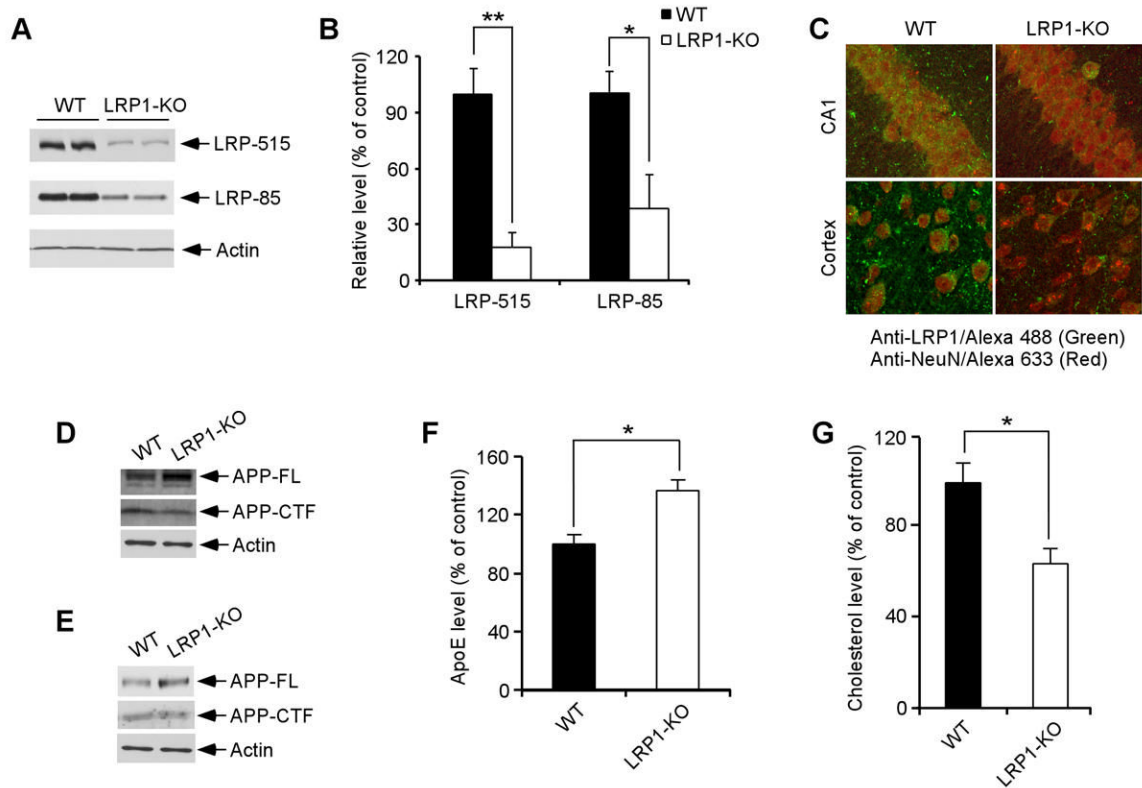 A
WT LRP1-KO
LRP-515
LRP-85
Actin
B
** *
WT
LRP1-KO
Relative level (% of control)
120
90
60
30
0
LRP-515 LRP-85
C
WT LRP1-KO
CA1
Cortex
Anti-LRP1/Alexa 488 (Green)
Anti-NeuN/Alexa 633 (Red)
D
WT LRP1-KO
APP-FL
APP-CTF
Actin
E
WT LRP1-KO
APP-FL
APP-CTF
Actin
F
*
ApoE level (% of control)
160
120
80
40
0
WT LRP1-KO
G
*
Cholesterol level (% of control)
120
80
40
0
WT LRP1-KO